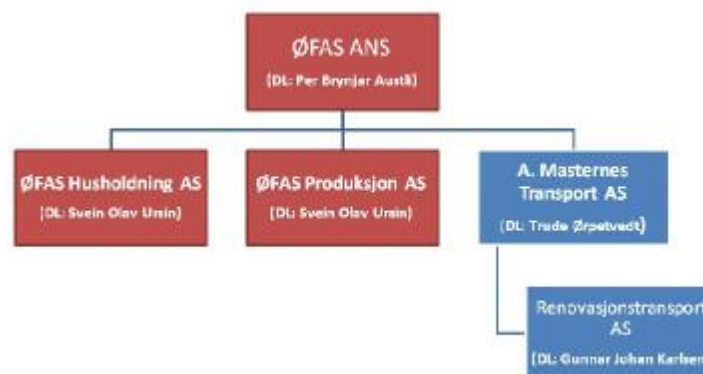 ØFAS ANS
(DL: Per Brynjar Austå)
ØFAS Husholdning AS
(DL: Svein Olav Ursin)
ØFAS Produksjon AS
(DL: Svein Olav Ursin)
A. Masternes
Transport AS
(DL: Trude Ørpetvedt)
Renovasjonstransport
AS
(DL: Gunnar Johan Karlsen